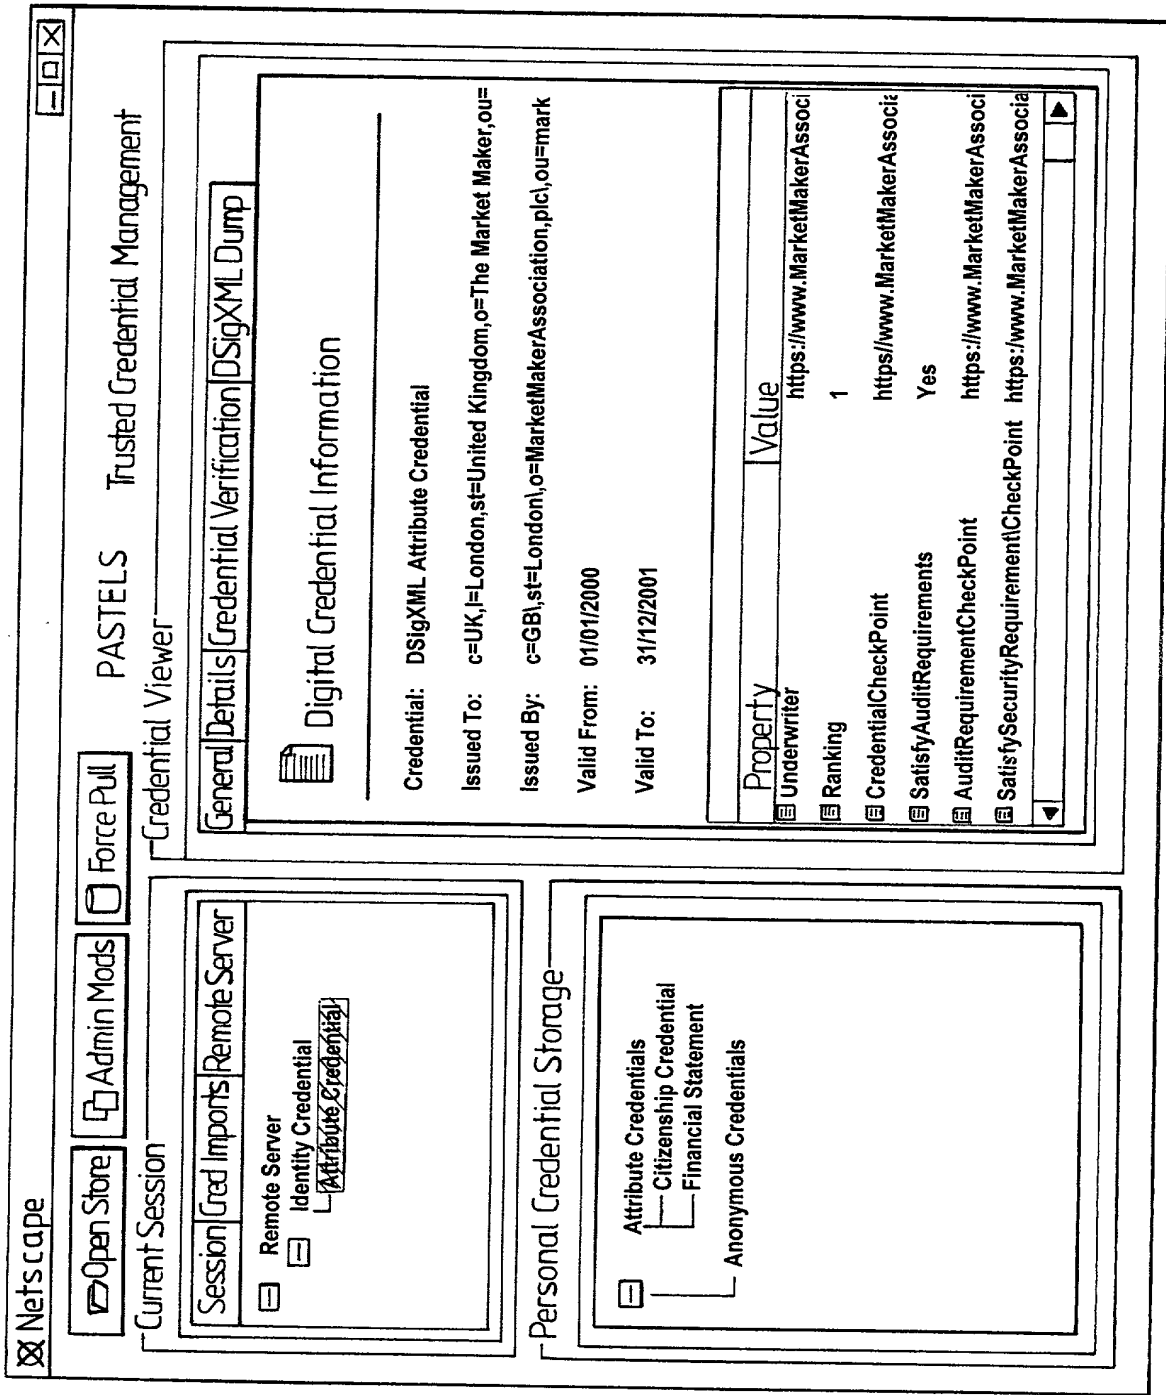 Netscape
Open Store Admin Mods Force Pull PASTELS Trusted Credential Management
Current Session
Session Cred Imports Remote Server
Remote Server
Identity Credential
Attribute Credential
Personal Credential Storage
Attribute Credentials
Citizenship Credential
Financial Statement
Anonymous Credentials
Credential Viewer
General Details Credential Verification DSigXML Dump
Digital Credential Information
Credential: DSigXML Attribute Credential
Issued To: c=UK,l=London,st=United Kingdom,o=The Market Maker,ou=
Issued By: c=GB\,st=London\,o=MarketMakerAssociation,plc\,ou=mark
Valid From: 01/01/2000
Valid To: 31/12/2001
Property Value
Underwriter https://www.MarketMakerAssoci
Ranking 1
CredentialCheckPoint https//www.MarketMakerAssocia
SatisfyAuditRequirements Yes
AuditRequirementCheckPoint https://www.MarketMakerAssoci
SatisfySecurityRequirement\CheckPoint https:/www.MarketMakerAssocia